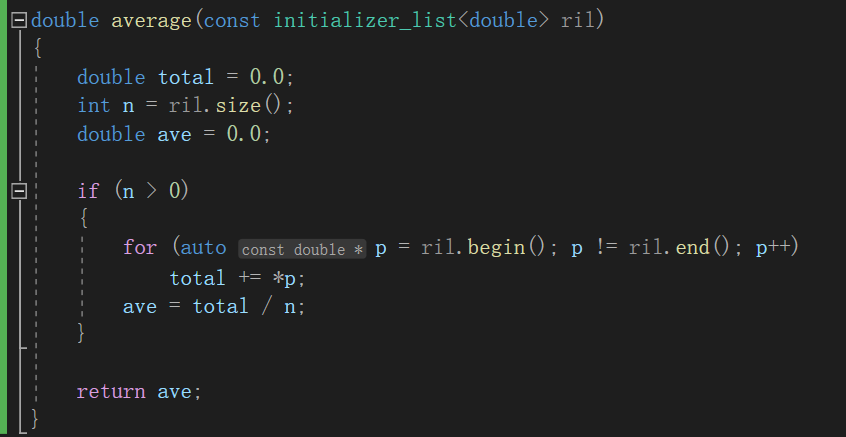 double average(const initializer_list<double> ril)
{
double total = 0.0;
int n = ril.size();
double ave = 0.0;
if (n > 0)
{
for (auto const double * p = ril.begin(); p != ril.end(); p++)
total += *p;
ave = total / n;
}
return ave;
}